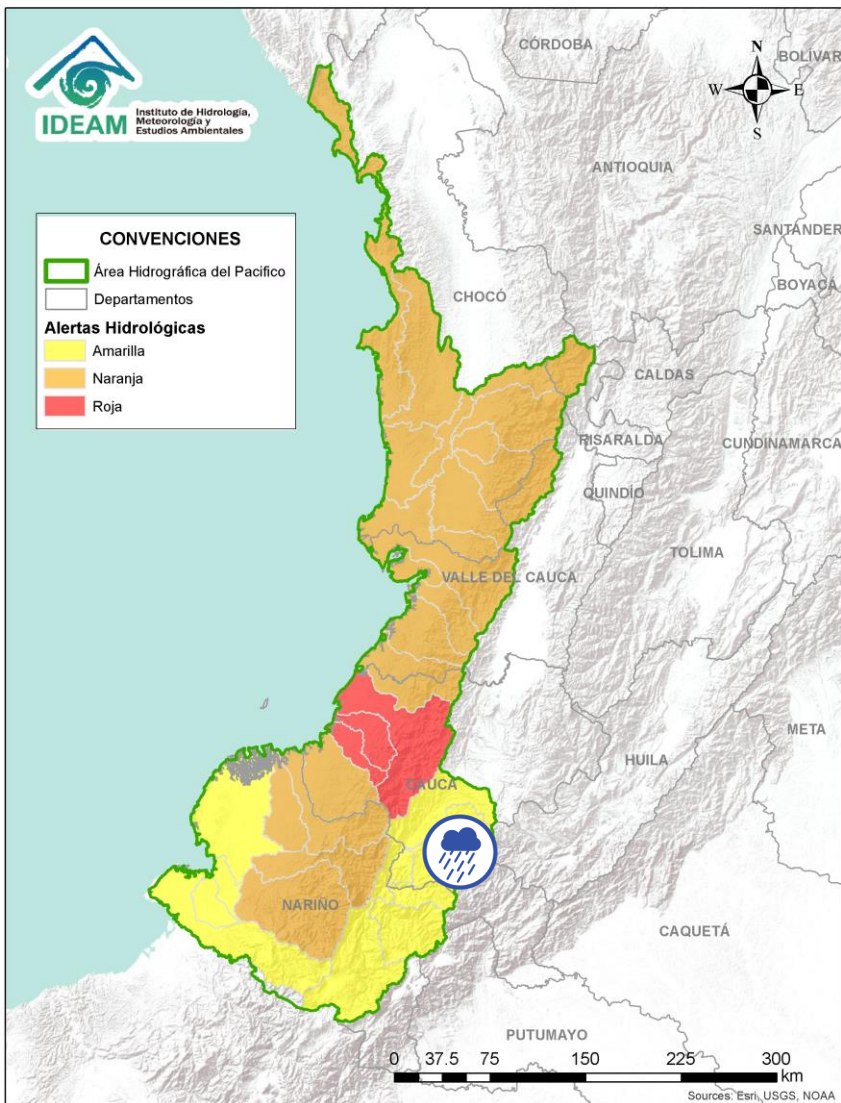 IDEAM
Instituto de Hidrología,
Meteorología y
Estudios Ambientales
N
W
E
S
CÓRDOBA
BOLÍVAR
ANTIOQUIA
SANTANDER
BOYACÁ
CHOCÓ
CALDAS
RISARALDA
CUNDINAMARCA
QUINDÍO
TOLIMA
VALLE DEL CAUCA
META
HUILA
CAUCA
NARIÑO
CAQUETÁ
PUTUMAYO
CONVENCIONES
Área Hidrográfica del Pacifico
Departamentos
Alertas Hidrológicas
Amarilla
Naranja
Roja
0 37.5 75 150 225 300
km
Sources: Esri, USGS, NOAA